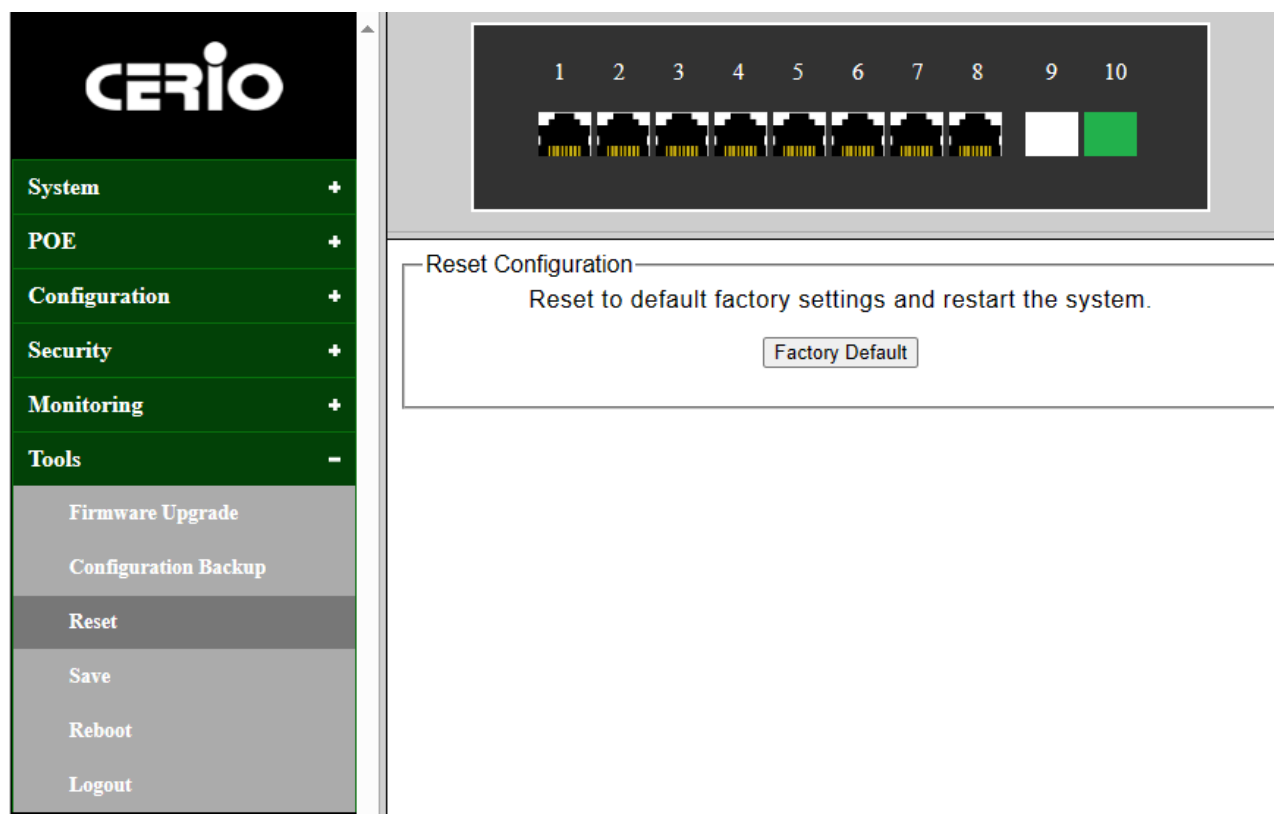 CERIO
System
POE
Configuration
Security
Monitoring
Tools
Firmware Upgrade
Configuration Backup
Reset
Save
Reboot
Logout
1 2 3 4 5 6 7 8 9 10
Reset Configuration
Reset to default factory settings and restart the system.
Factory Default